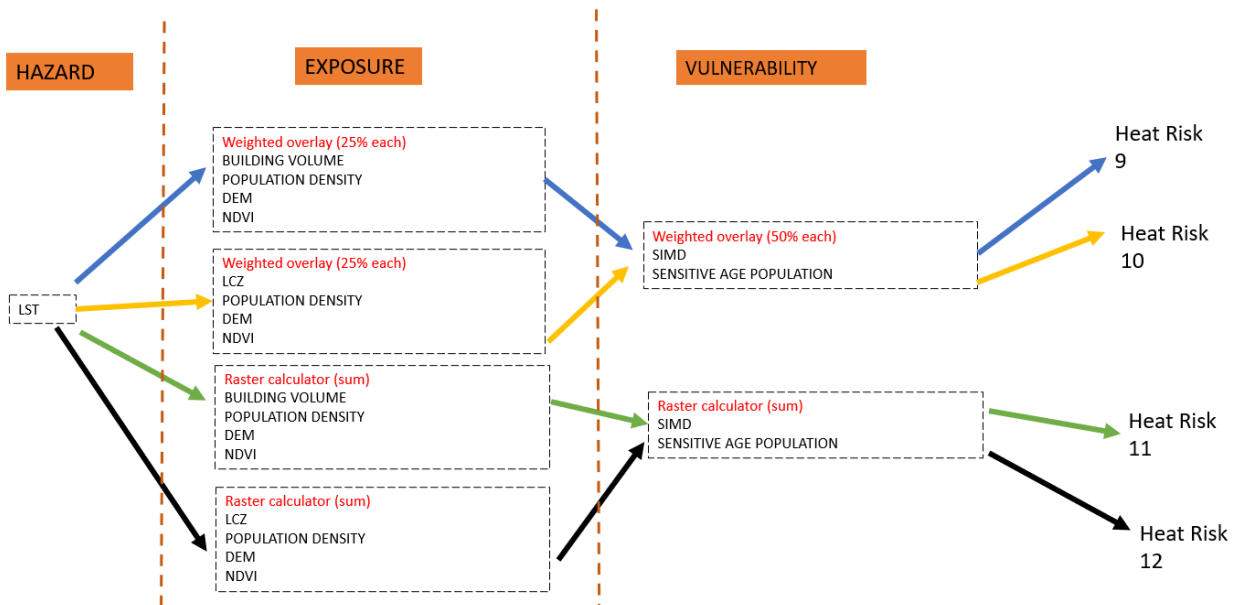 HAZARD
EXPOSURE
VULNERABILITY
LST
Weighted overlay (25% each)
BUILDING VOLUME
POPULATION DENSITY
DEM
NDVI
Weighted overlay (25% each)
LCZ
POPULATION DENSITY
DEM
NDVI
Raster calculator (sum)
BUILDING VOLUME
POPULATION DENSITY
DEM
NDVI
Raster calculator (sum)
LCZ
POPULATION DENSITY
DEM
NDVI
Weighted overlay (50% each)
SIMD
SENSITIVE AGE POPULATION
Raster calculator (sum)
SIMD
SENSITIVE AGE POPULATION
Heat Risk
9
Heat Risk
10
Heat Risk
11
Heat Risk
12